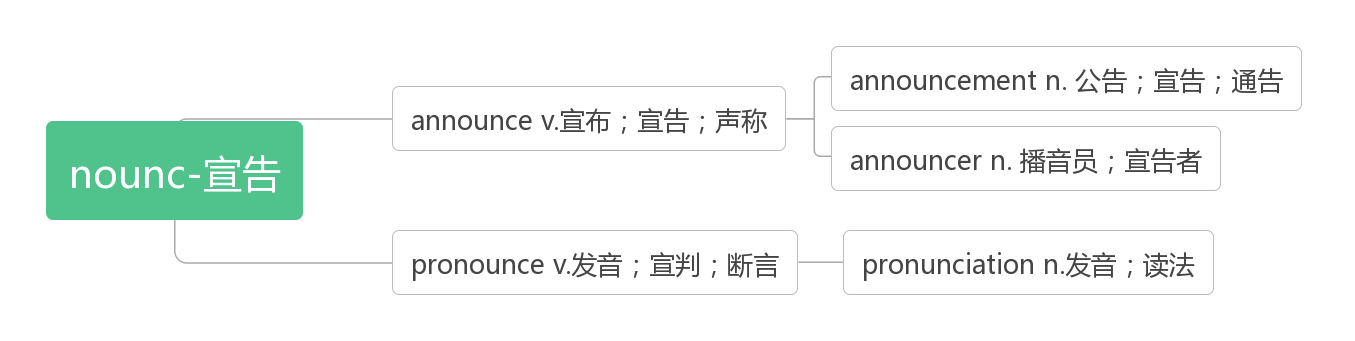 nounc-宣告
announce v.宣布；宣告；声称
announcement n. 公告；宣告；通告
announcer n. 播音员；宣告者
pronounce v.发音；宣判；断言
pronunciation n.发音；读法